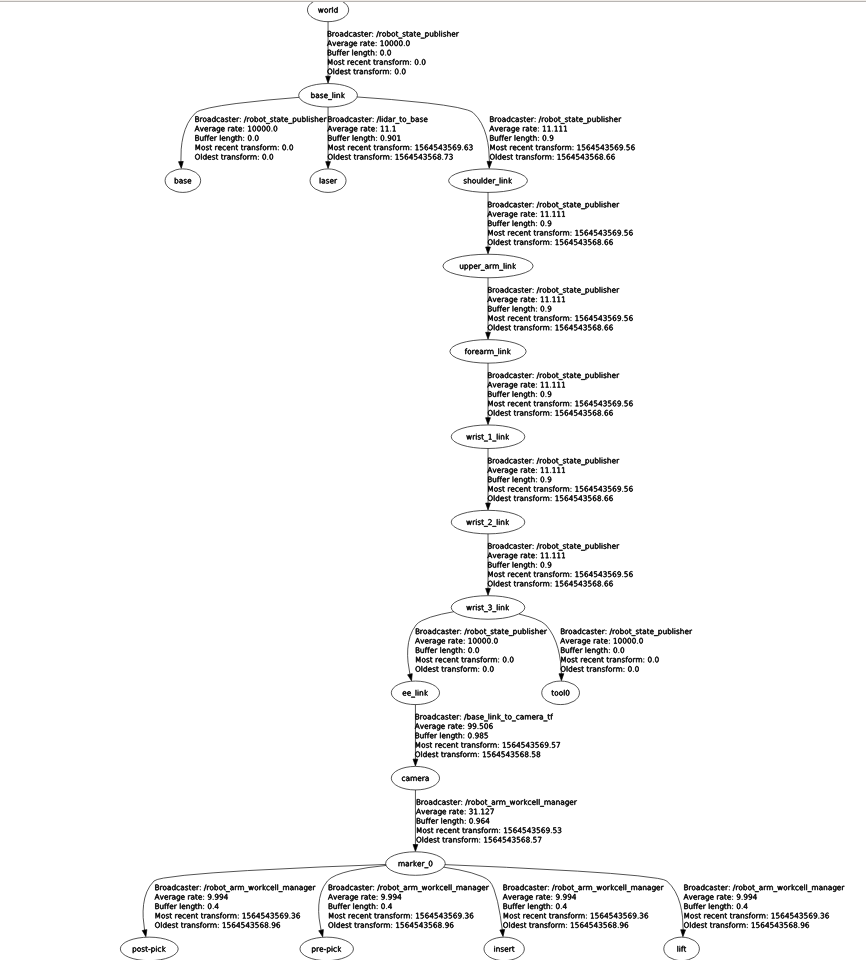 world
Broadcaster: /robot_state_publisher
Average rate: 10000.0
Buffer length: 0.0
Most recent transform: 0.0
Oldest transform: 0.0
base_link
Broadcaster: /robot_state_publisher
Average rate: 10000.0
Buffer length: 0.0
Most recent transform: 0.0
Oldest transform: 0.0
Broadcaster: /lidar_to_base
Average rate: 11.1
Buffer length: 0.901
Most recent transform: 1564543569.63
Oldest transform: 1564543568.73
Broadcaster: /robot_state_publisher
Average rate: 11.111
Buffer length: 0.9
Most recent transform: 1564543569.56
Oldest transform: 1564543568.66
base
laser
shoulder_link
Broadcaster: /robot_state_publisher
Average rate: 11.111
Buffer length: 0.9
Most recent transform: 1564543569.56
Oldest transform: 1564543568.66
upper_arm_link
Broadcaster: /robot_state_publisher
Average rate: 11.111
Buffer length: 0.9
Most recent transform: 1564543569.56
Oldest transform: 1564543568.66
forearm_link
Broadcaster: /robot_state_publisher
Average rate: 11.111
Buffer length: 0.9
Most recent transform: 1564543569.56
Oldest transform: 1564543568.66
wrist_1_link
Broadcaster: /robot_state_publisher
Average rate: 11.111
Buffer length: 0.9
Most recent transform: 1564543569.56
Oldest transform: 1564543568.66
wrist_2_link
Broadcaster: /robot_state_publisher
Average rate: 11.111
Buffer length: 0.9
Most recent transform: 1564543569.56
Oldest transform: 1564543568.66
wrist_3_link
Broadcaster: /robot_state_publisher
Average rate: 10000.0
Buffer length: 0.0
Most recent transform: 0.0
Oldest transform: 0.0
Broadcaster: /robot_state_publisher
Average rate: 10000.0
Buffer length: 0.0
Most recent transform: 0.0
Oldest transform: 0.0
ee_link
tool0
Broadcaster: /base_link_to_camera_tf
Average rate: 99.506
Buffer length: 0.985
Most recent transform: 1564543569.57
Oldest transform: 1564543568.58
camera
Broadcaster: /robot_arm_workcell_manager
Average rate: 31.127
Buffer length: 0.964
Most recent transform: 1564543569.53
Oldest transform: 1564543568.57
marker_0
Broadcaster: /robot_arm_workcell_manager
Average rate: 9.994
Buffer length: 0.4
Most recent transform: 1564543569.36
Oldest transform: 1564543568.96
Broadcaster: /robot_arm_workcell_manager
Average rate: 9.994
Buffer length: 0.4
Most recent transform: 1564543569.36
Oldest transform: 1564543568.96
Broadcaster: /robot_arm_workcell_manager
Average rate: 9.994
Buffer length: 0.4
Most recent transform: 1564543569.36
Oldest transform: 1564543568.96
Broadcaster: /robot_arm_workcell_manager
Average rate: 9.994
Buffer length: 0.4
Most recent transform: 1564543569.36
Oldest transform: 1564543568.96
post-pick
pre-pick
insert
lift